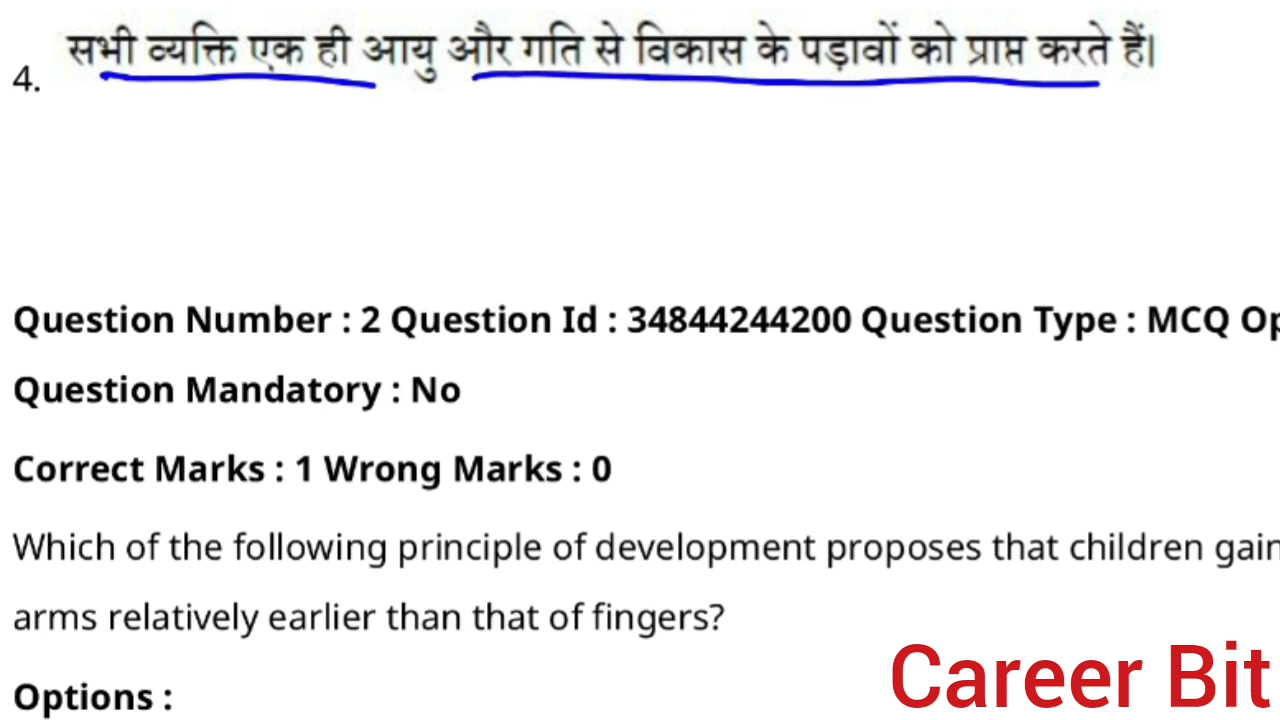 4. सभी व्यक्ति एक ही आयु और गति से विकास के पड़ावों को प्राप्त करते हैं।
Question Number : 2 Question Id : 34844244200 Question Type : MCQ Op
Question Mandatory : No
Correct Marks : 1 Wrong Marks : 0
Which of the following principle of development proposes that children gain
arms relatively earlier than that of fingers?
Options :
Career Bit